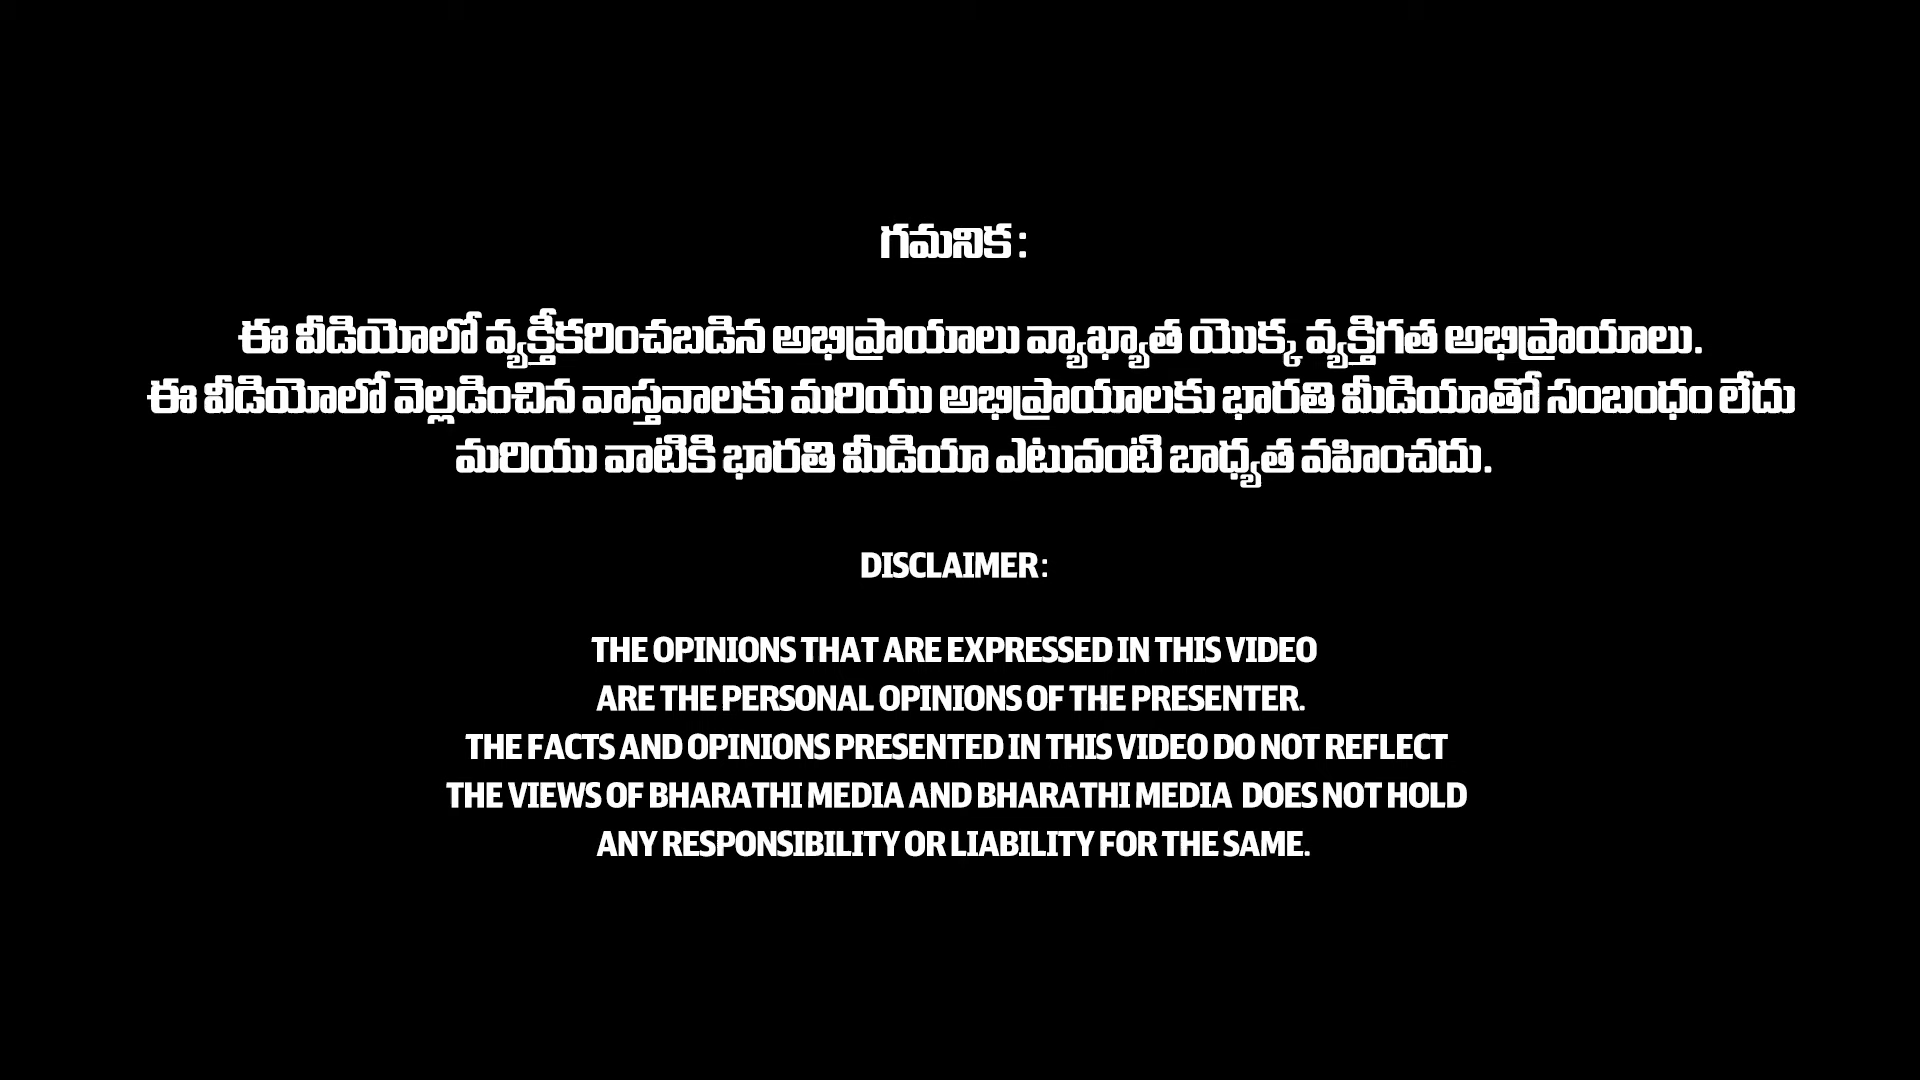 గమనిక :
ఈ వీడియోలో వ్యక్తీకరించబడిన అభిప్రాయాలు వ్యాఖ్యాత యొక్క వ్యక్తిగత అభిప్రాయాలు.
ఈ వీడియోలో వెల్లడించిన వాస్తవాలకు మరియు అభిప్రాయాలకు భారతి మీడియాతో సంబంధం లేదు
మరియు వాటికి భారతి మీడియా ఎటువంటి బాధ్యత వహించదు.
DISCLAIMER :
THE OPINIONS THAT ARE EXPRESSED IN THIS VIDEO
ARE THE PERSONAL OPINIONS OF THE PRESENTER.
THE FACTS AND OPINIONS PRESENTED IN THIS VIDEO DO NOT REFLECT
THE VIEWS OF BHARATHI MEDIA AND BHARATHI MEDIA DOES NOT HOLD
ANY RESPONSIBILITY OR LIABILITY FOR THE SAME.